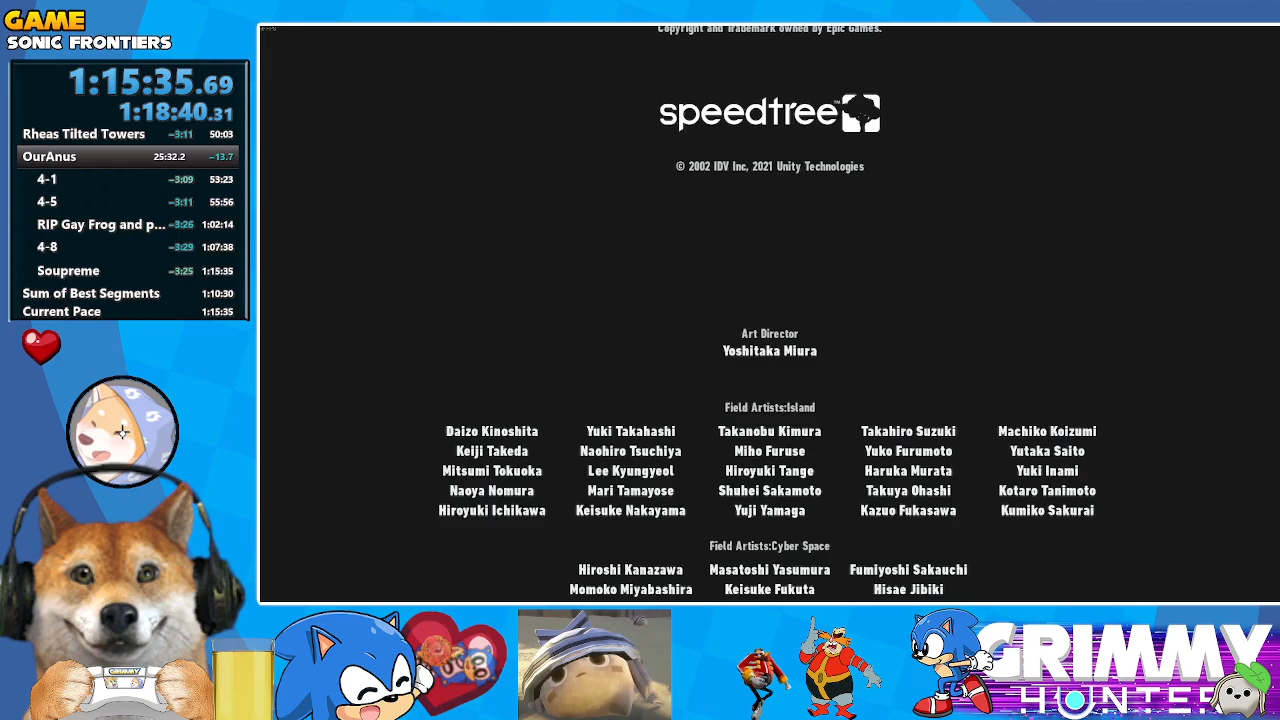 GAME
SONIC FRONTIERS
1:15:35.69
1:18:40.31
Rheas Tilted Towers -3:11 50:03
OurAnus 25:32.2 -13.7
4-1 -3:09 53:23
4-5 -3:11 55:56
RIP Gay Frog and p... -3:26 1:02:14
4-8 -3:29 1:07:38
Soupreme -3:25 1:15:35
Sum of Best Segments 1:10:30
Current Pace 1:15:35
Copyright and Trademark owned by Epic Games.
speedtree™
© 2002 IDV Inc, 2021 Unity Technologies
Art Director
Yoshitaka Miura
Field Artists:Island
Daizo Kinoshita Yuki Takahashi Takanobu Kimura Takahiro Suzuki Machiko Koizumi
Keiji Takeda Naohiro Tsuchiya Miho Furuse Yuko Furumoto Yutaka Saito
Mitsumi Tokuoka Lee Kyungyeol Hiroyuki Tange Haruka Murata Yuki Inami
Naoya Nomura Mari Tamayose Shuhei Sakamoto Takuya Ohashi Kotaro Tanimoto
Hiroyuki Ichikawa Keisuke Nakayama Yuji Yamaga Kazuo Fukasawa Kumiko Sakurai
Field Artists:Cyber Space
Hiroshi Kanazawa Masatoshi Yasumura Fumiyoshi Sakauchi
Momoko Miyabashira Keisuke Fukuta Hisae Jibiki
GRIMMY
GRIMMY
HUNTER